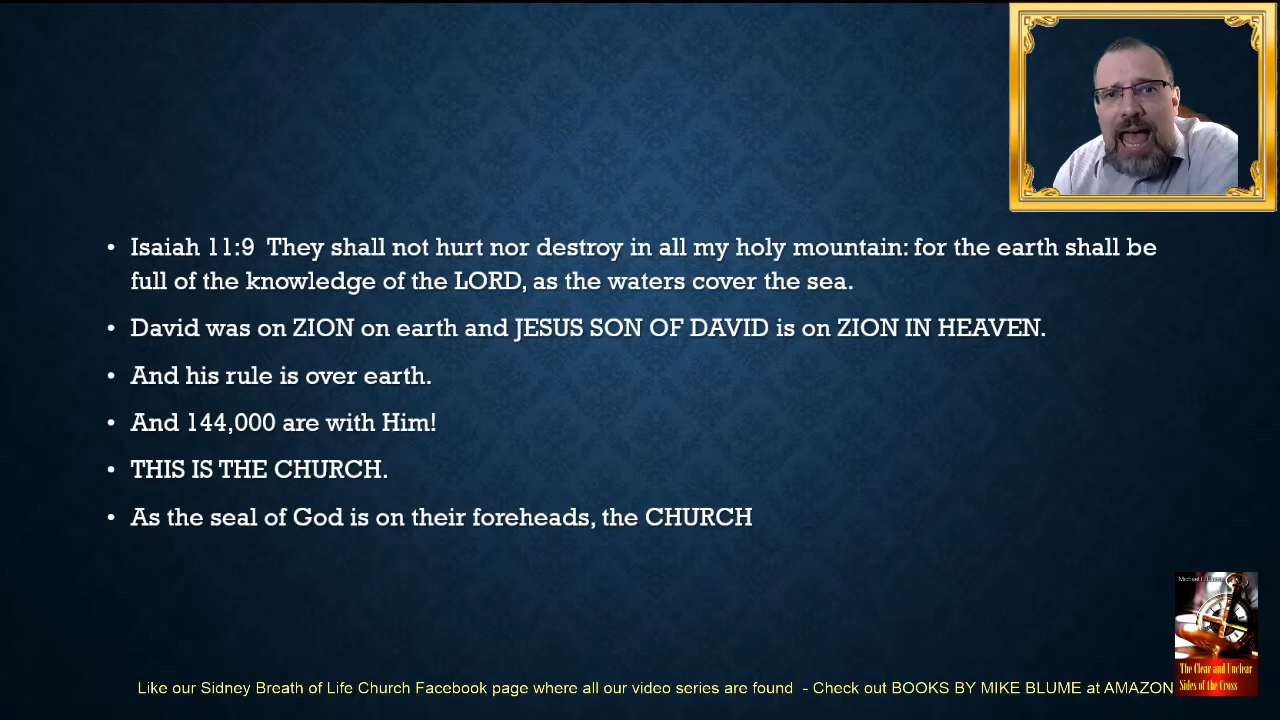 Isaiah 11:9  They shall not hurt nor destroy in all my holy mountain: for the earth shall be
full of the knowledge of the LORD, as the waters cover the sea.
David was on ZION on earth and JESUS SON OF DAVID is on ZION IN HEAVEN.
And his rule is over earth.
And 144,000 are with Him!
THIS IS THE CHURCH.
As the seal of God is on their foreheads, the CHURCH
Michael
The Clear and Unclear
Sides of the Cross
Like our Sidney Breath of Life Church Facebook page where all our video series are found  - Check out BOOKS BY MIKE BLUME at AMAZON